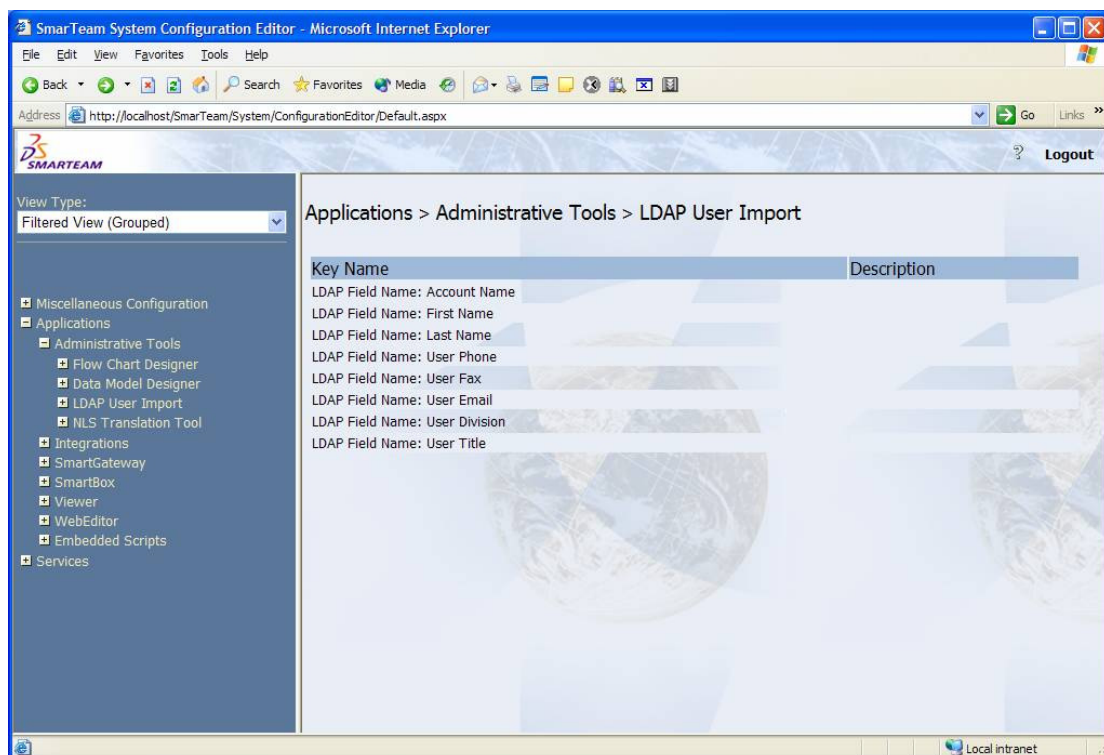 SmarTeam System Configuration Editor - Microsoft Internet Explorer
File Edit View Favorites Tools Help
Back Search Favorites Media
Address http://localhost/SmarTeam/System/ConfigurationEditor/Default.aspx Go Links »
DS SMARTEAM ? Logout
View Type:
Filtered View (Grouped)
Miscellaneous Configuration
Applications
Administrative Tools
Flow Chart Designer
Data Model Designer
LDAP User Import
NLS Translation Tool
Integrations
SmartGateway
SmartBox
Viewer
WebEditor
Embedded Scripts
Services
Applications > Administrative Tools > LDAP User Import
Key Name Description
LDAP Field Name: Account Name
LDAP Field Name: First Name
LDAP Field Name: Last Name
LDAP Field Name: User Phone
LDAP Field Name: User Fax
LDAP Field Name: User Email
LDAP Field Name: User Division
LDAP Field Name: User Title
Local intranet